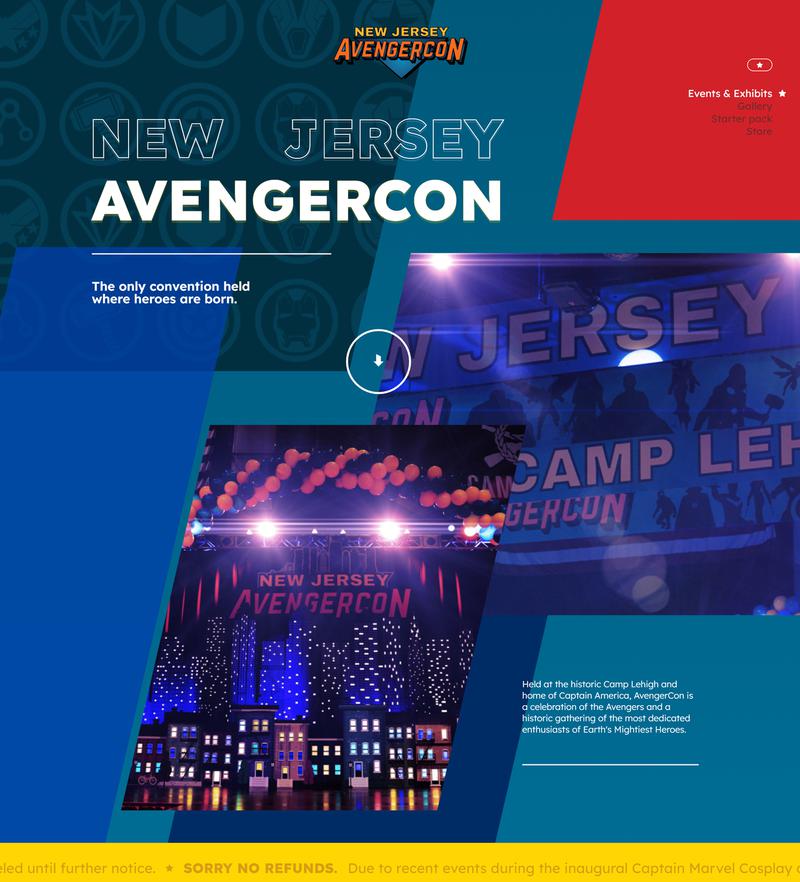 NEW JERSEY
AVENGERCON
Events & Exhibits
Gallery
Starter pack
Store
NEW JERSEY
AVENGERCON
The only convention held
where heroes are born.
JERSEY
CAMP LEH
GERCON
NEW JERSEY
AVENGERCON
Held at the historic Camp Lehigh and
home of Captain America, AvengerCon is
a celebration of the Avengers and a
historic gathering of the most dedicated
enthusiasts of Earth's Mightiest Heroes.
eled until further notice. ★ SORRY NO REFUNDS. Due to recent events during the inaugural Captain Marvel Cosplay